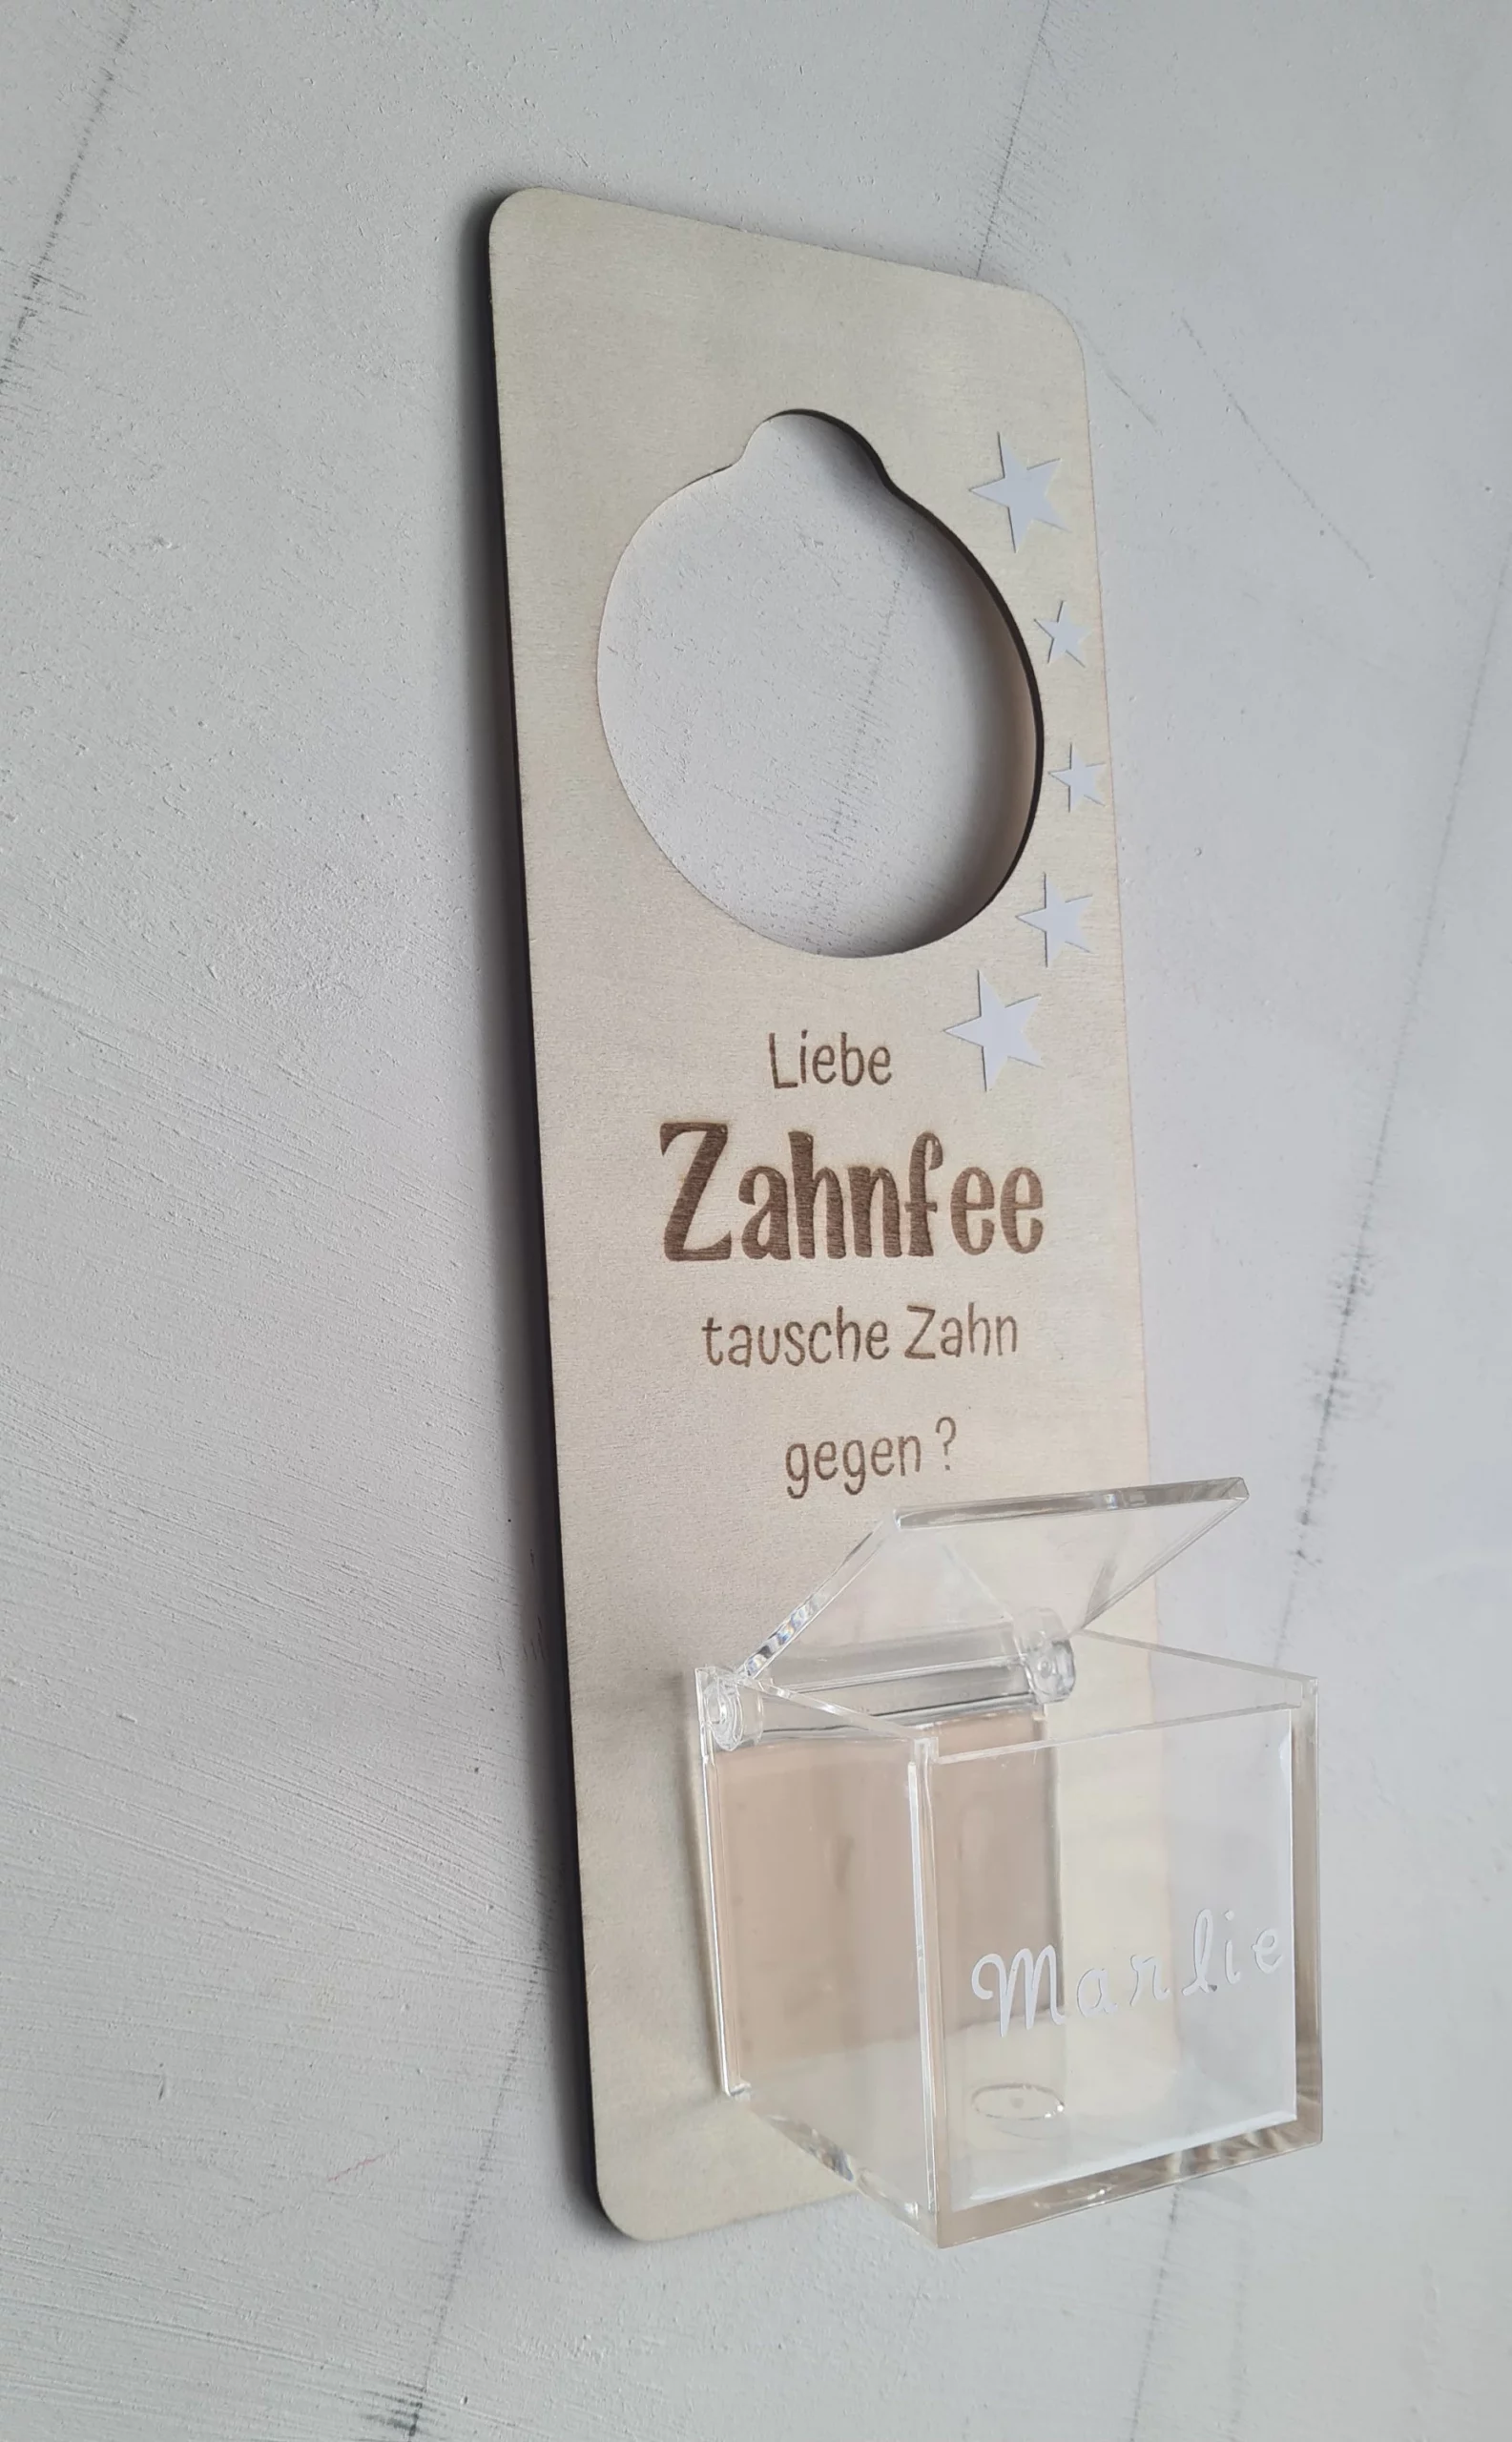 Liebe
Zahnfee
tausche Zahn
gegen ?
Marlie